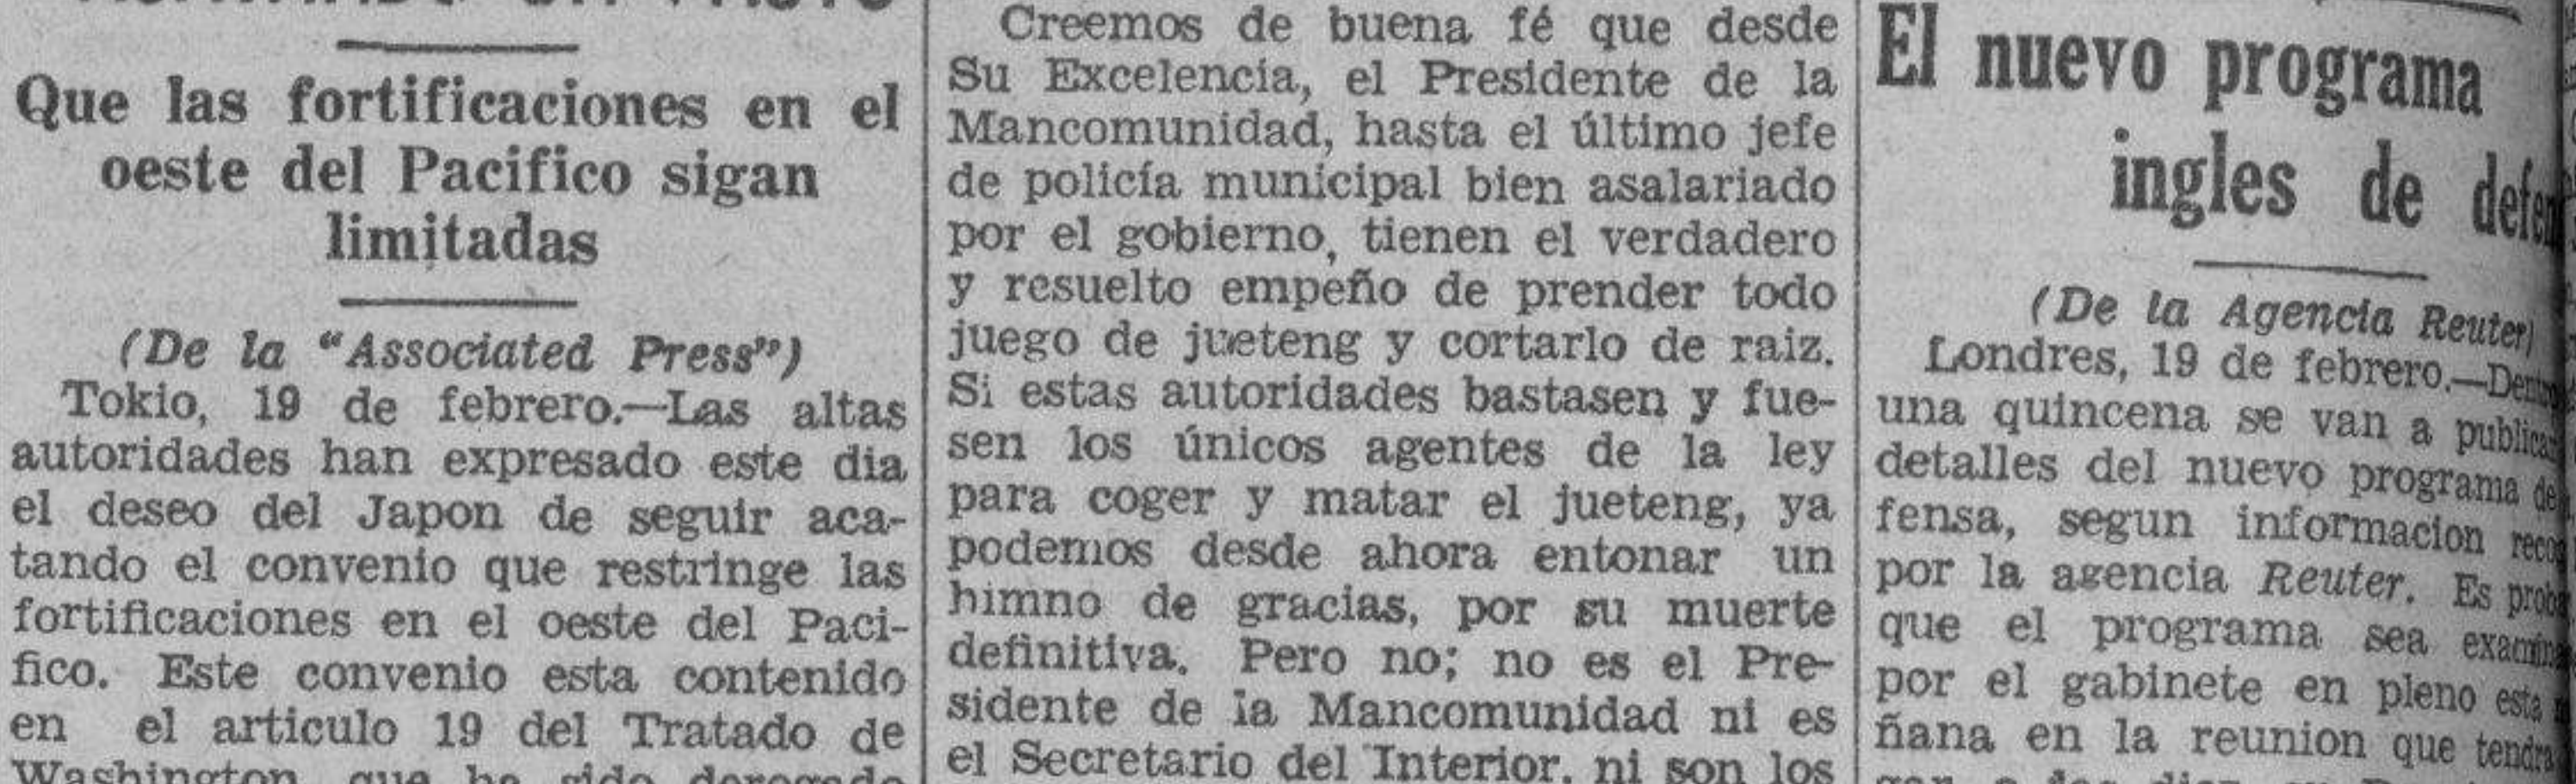 Que las fortificaciones en el
oeste del Pacifico sigan
limitadas
(De la "Associated Press")
Tokio, 19 de febrero.—Las altas
autoridades han expresado este dia
el deseo del Japon de seguir aca-
tando el convenio que restringe las
fortificaciones en el oeste del Paci-
fico. Este convenio esta contenido
en el articulo 19 del Tratado de
Washington, que ha sido derogado
Creemos de buena fé que desde
Su Excelencia, el Presidente de la
Mancomunidad, hasta el último jefe
de policía municipal bien asalariado
por el gobierno, tienen el verdadero
y resuelto empeño de prender todo
juego de jueteng y cortarlo de raiz.
Si estas autoridades bastasen y fue-
sen los únicos agentes de la ley
para coger y matar el jueteng, ya
podemos desde ahora entonar un
himno de gracias, por su muerte
definitiva. Pero no; no es el Pre-
sidente de la Mancomunidad ni es
el Secretario del Interior, ni son los
El nuevo programa
ingles de
(De la Agencia Reuter)
Londres, 19 de febrero.—
una quincena se van a
detalles del nuevo programa
fensa, segun informacion
por la agencia Reuter. Es
que el programa sea
por el gabinete en pleno esta
ñana en la reunion que